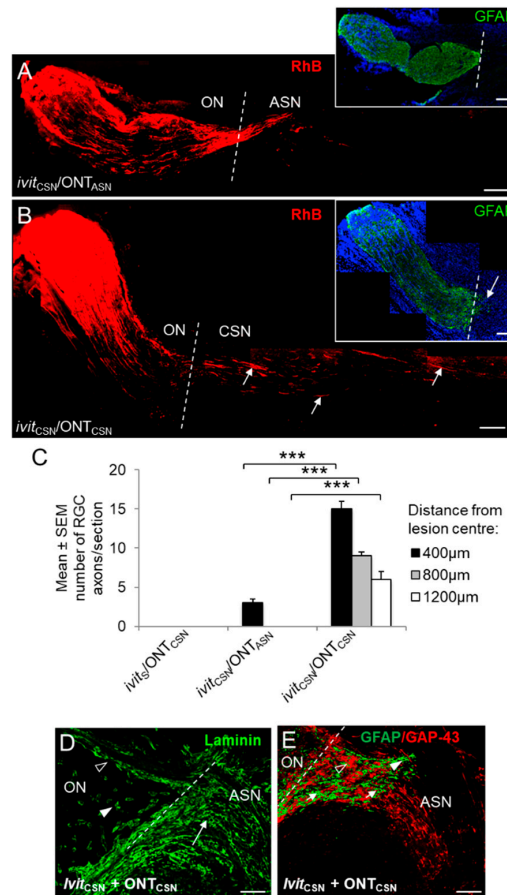 GFAP
A
RhB
ON
ASN
ivitCSN/ONTASN
B
RhB
GFAP
ON
CSN
ivitCSN/ONTCSN
C
Mean ± SEM
number of RGC
axons/section
20
15
10
5
0
***
***
***
Distance from
lesion centre:
400µm
800µm
1200µm
ivitS/ONTCSN
ivitCSN/ONTASN
ivitCSN/ONTCSN
D
Laminin
ON
ASN
IvitCSN + ONTCSN
E
GFAP/GAP-43
ON
ASN
IvitCSN + ONTCSN